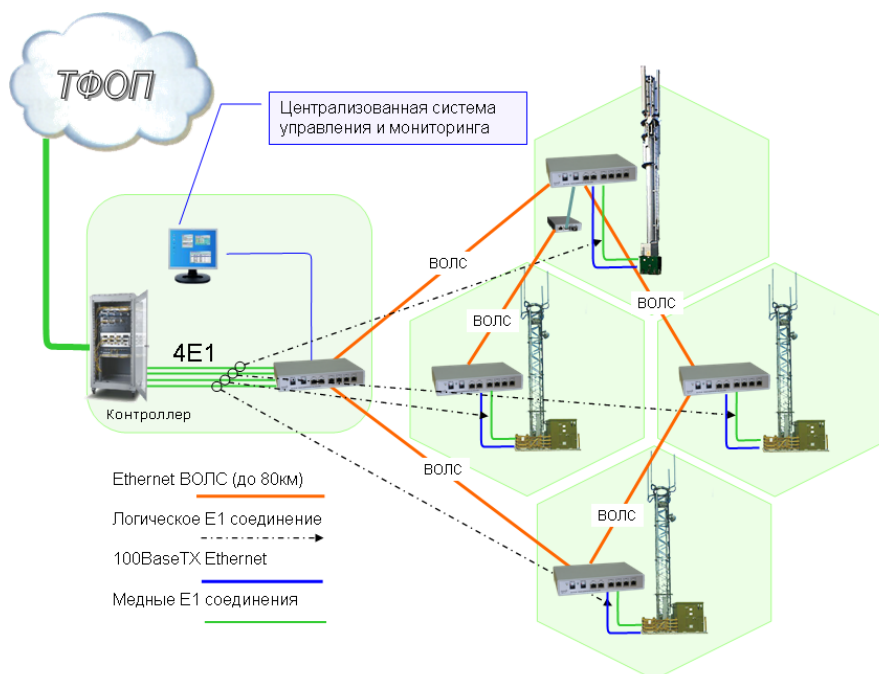 ТФОП
Централизованная система
управления и мониторинга
ВОЛС
ВОЛС
ВОЛС
4E1
Контроллер
ВОЛС
ВОЛС
Ethernet ВОЛС (до 80км)
Логическое E1 соединение
100BaseTX Ethernet
Медные E1 соединения